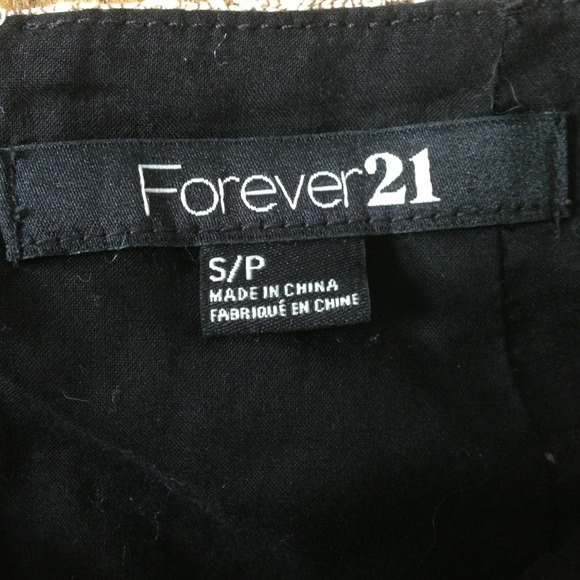 Forever21
S/P
MADE IN CHINA
FABRIQUÉ EN CHINE